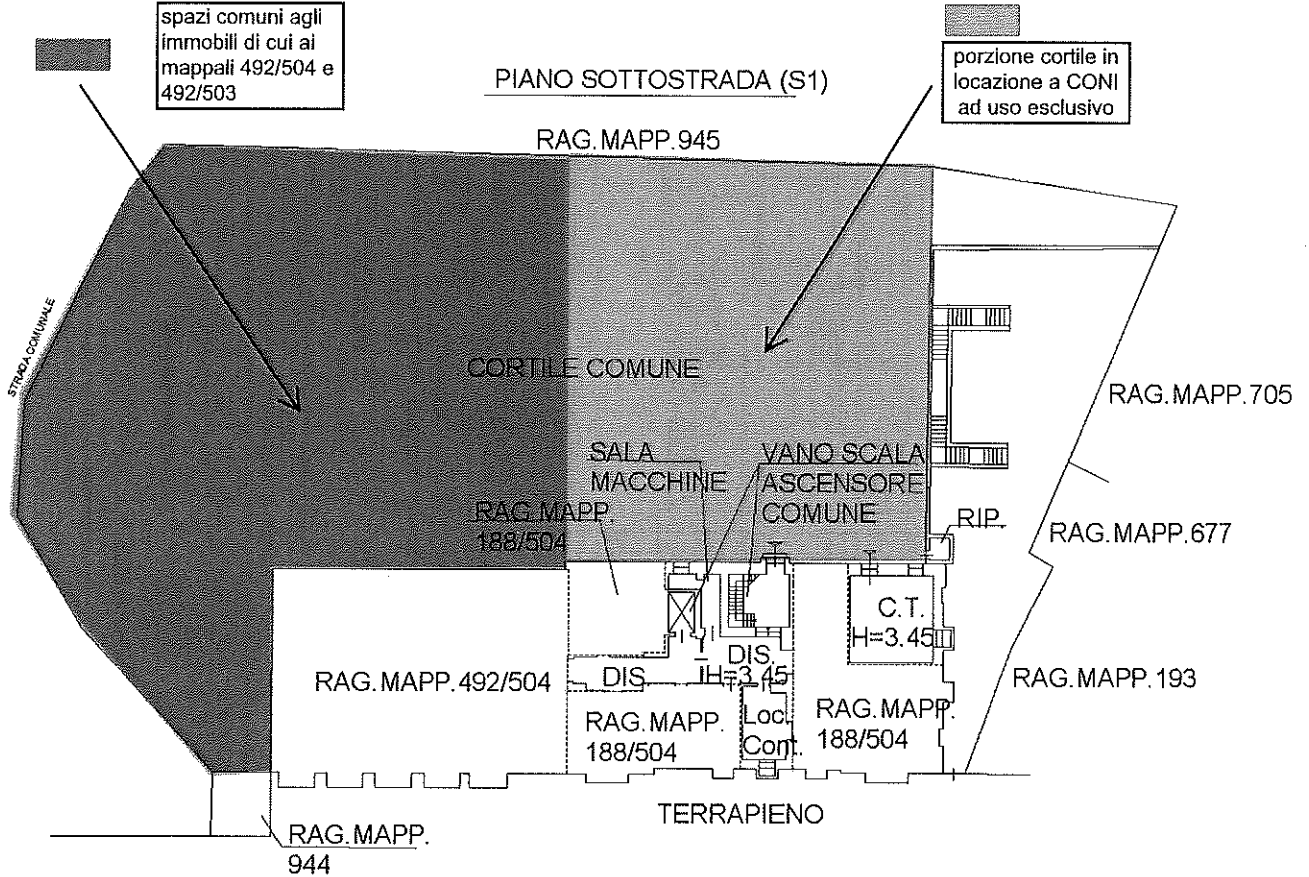 spazi comuni agli
immobili di cui ai
mappali 492/504 e
492/503
porzione cortile in
locazione a CONI
ad uso esclusivo
PIANO SOTTOSTRADA (S1)
RAG.MAPP.945
STRADA COMUNALE
CORTILE COMUNE
RAG.MAPP.705
SALA
MACCHINE
VANO SCALA
ASCENSORE
COMUNE
RAG.MAPP.
188/504
RIP.
RAG.MAPP.677
C.T.
H=3.45
DIS.
H=3.45
DIS.
RAG.MAPP.492/504
RAG.MAPP.193
RAG.MAPP.
188/504
Loc.
Cont.
RAG.MAPP.
188/504
TERRAPIENO
RAG.MAPP.
944